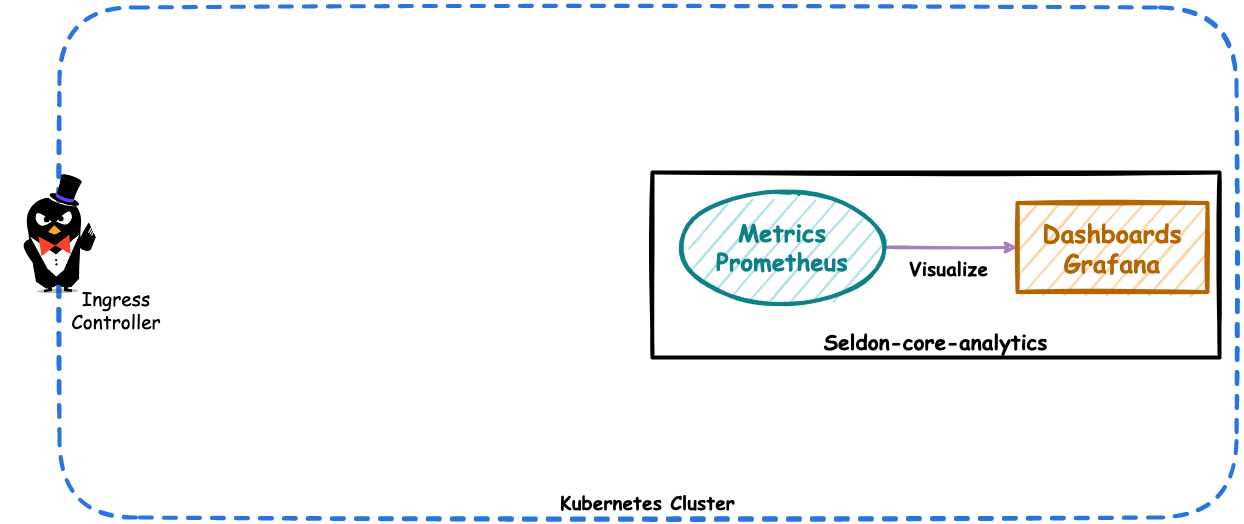 Metrics
Prometheus
Visualize
Dashboards
Grafana
Ingress
Controller
Seldon-core-analytics
Kubernetes Cluster